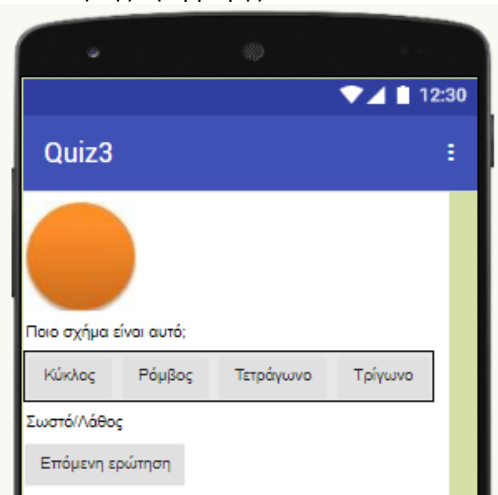 12:30
Quiz3
Ποιο σχήμα είναι αυτό;
Κύκλος Ρόμβος Τετράγωνο Τρίγωνο
Σωστό/Λάθος
Επόμενη ερώτηση